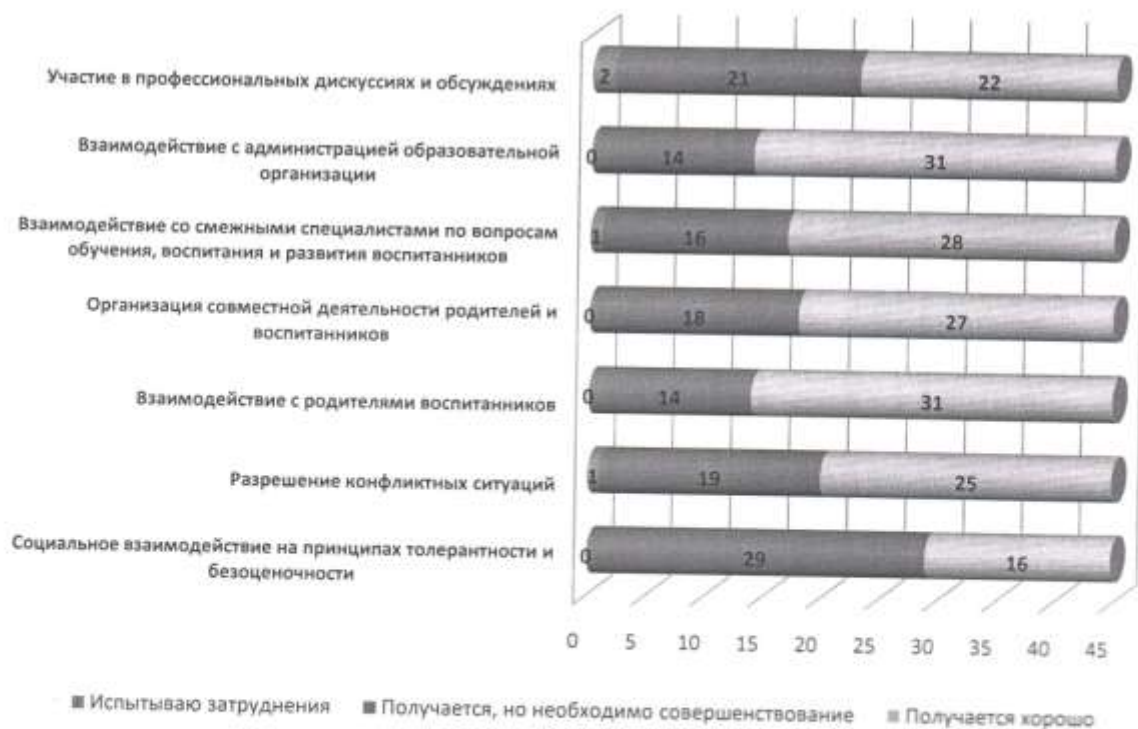 Участие в профессиональных дискуссиях и обсуждениях
2 21 22
Взаимодействие с администрацией образовательной
организации
0 14 31
Взаимодействие со смежными специалистами по вопросам
обучения, воспитания и развития воспитанников
1 16 28
Организация совместной деятельности родителей и
воспитанников
0 18 27
Взаимодействие с родителями воспитанников
0 14 31
Разрешение конфликтных ситуаций
1 19 25
Социальное взаимодействие на принципах толерантности и
безоценочности
0 29 16
0 5 10 15 20 25 30 35 40 45
Испытываю затруднения Получается, но необходимо совершенствование Получается хорошо